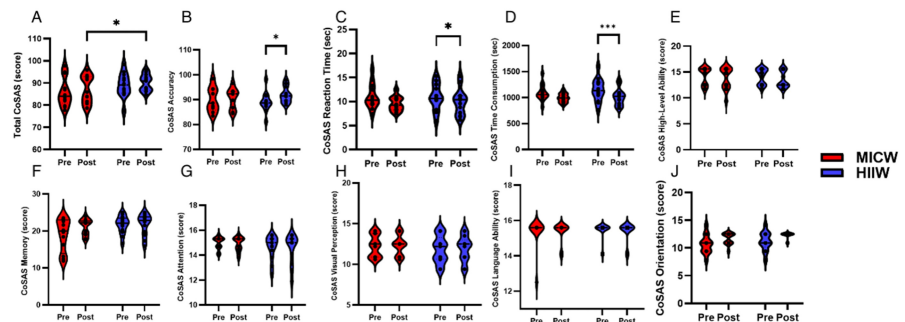 A
Total CoSAS (score)
110
100
90
80
70
60
*
Pre Post Pre Post
B
CoSAS Accuracy
120
110
100
90
80
70
*
Pre Post Pre Post
C
CoSAS Reaction Time (sec)
25
20
15
10
5
0
*
Pre Post Pre Post
D
CoSAS Time Consumption (sec)
2000
1500
1000
500
0
***
Pre Post Pre Post
E
CoSAS High-Level Ability (score)
20
15
10
5
0
Pre Post Pre Post
MICW
HIIW
F
CoSAS Memory (score)
30
20
10
0
Pre Post Pre Post
G
CoSAS Attention (score)
18
16
14
12
10
Pre Post Pre Post
H
CoSAS Visual Perception (score)
20
15
10
5
Pre Post Pre Post
I
CoSAS Language Ability (score)
18
16
14
12
Pre Post Pre Post
J
CoSAS Orientation (score)
20
15
10
5
0
Pre Post Pre Post